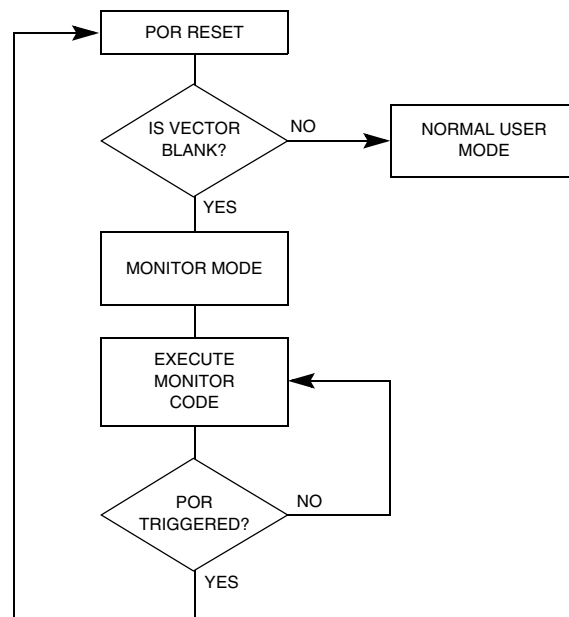 POR RESET
IS VECTOR
BLANK?
NO
NORMAL USER
MODE
YES
MONITOR MODE
EXECUTE
MONITOR
CODE
POR
TRIGGERED?
NO
YES